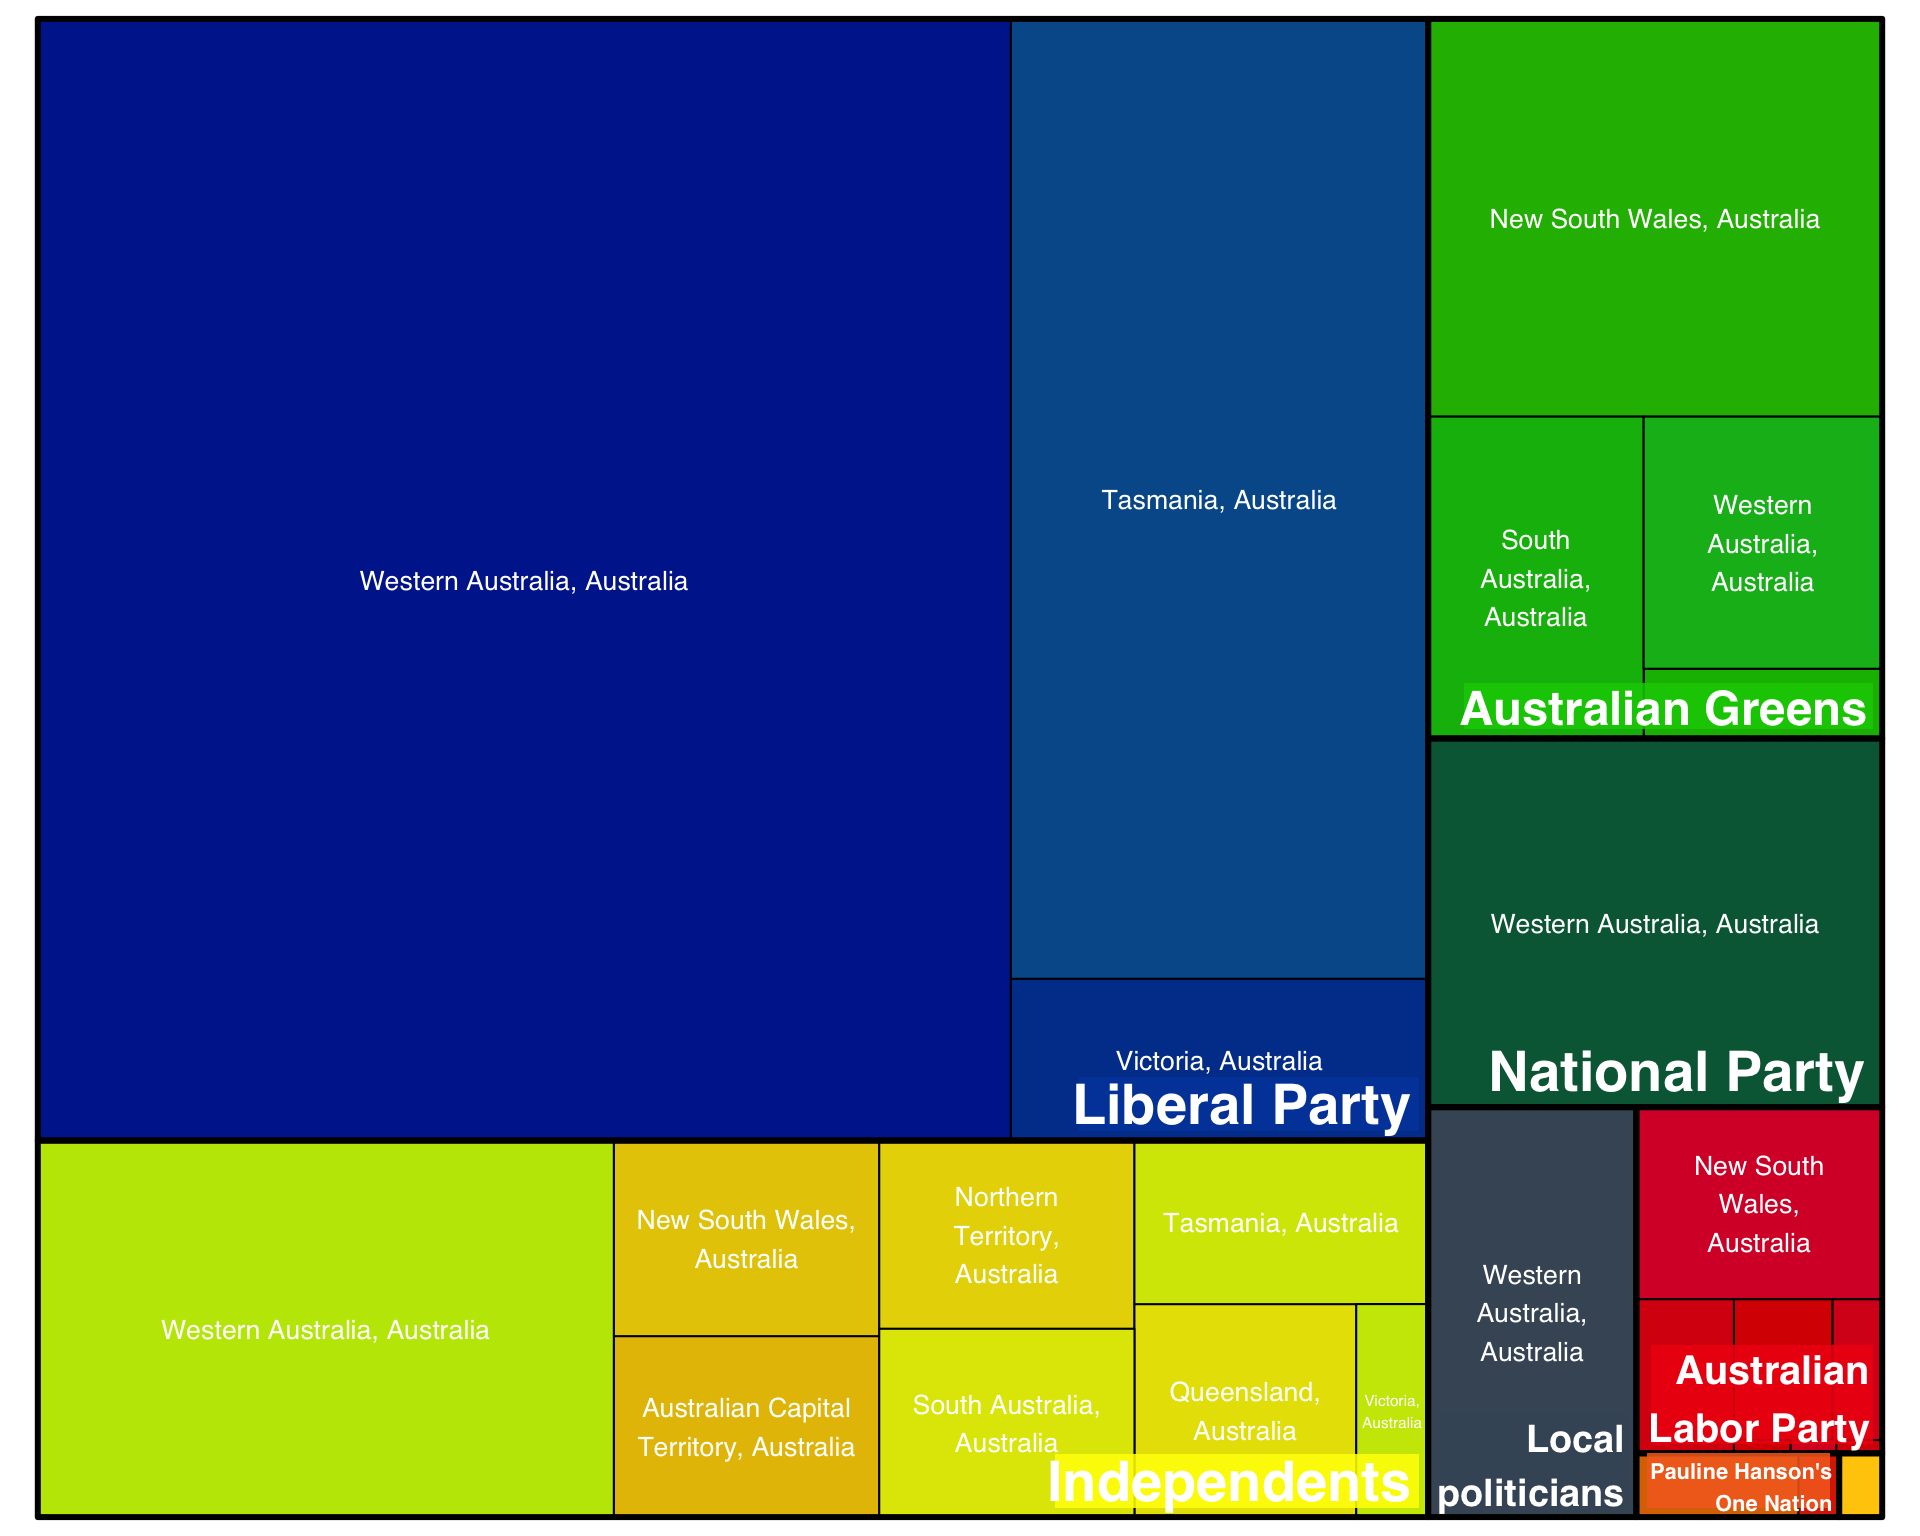 Western Australia, Australia
Tasmania, Australia
Victoria, Australia
Liberal Party
New South Wales, Australia
South
Australia,
Australia
Western
Australia,
Australia
Australian Greens
Western Australia, Australia
National Party
Western Australia, Australia
New South Wales,
Australia
Australian Capital
Territory, Australia
Northern
Territory,
Australia
South Australia,
Australia
Tasmania, Australia
Queensland,
Australia
Victoria,
Australia
Independents
Western
Australia,
Australia
Local
politicians
New South
Wales,
Australia
Australian
Labor Party
Pauline Hanson's
One Nation